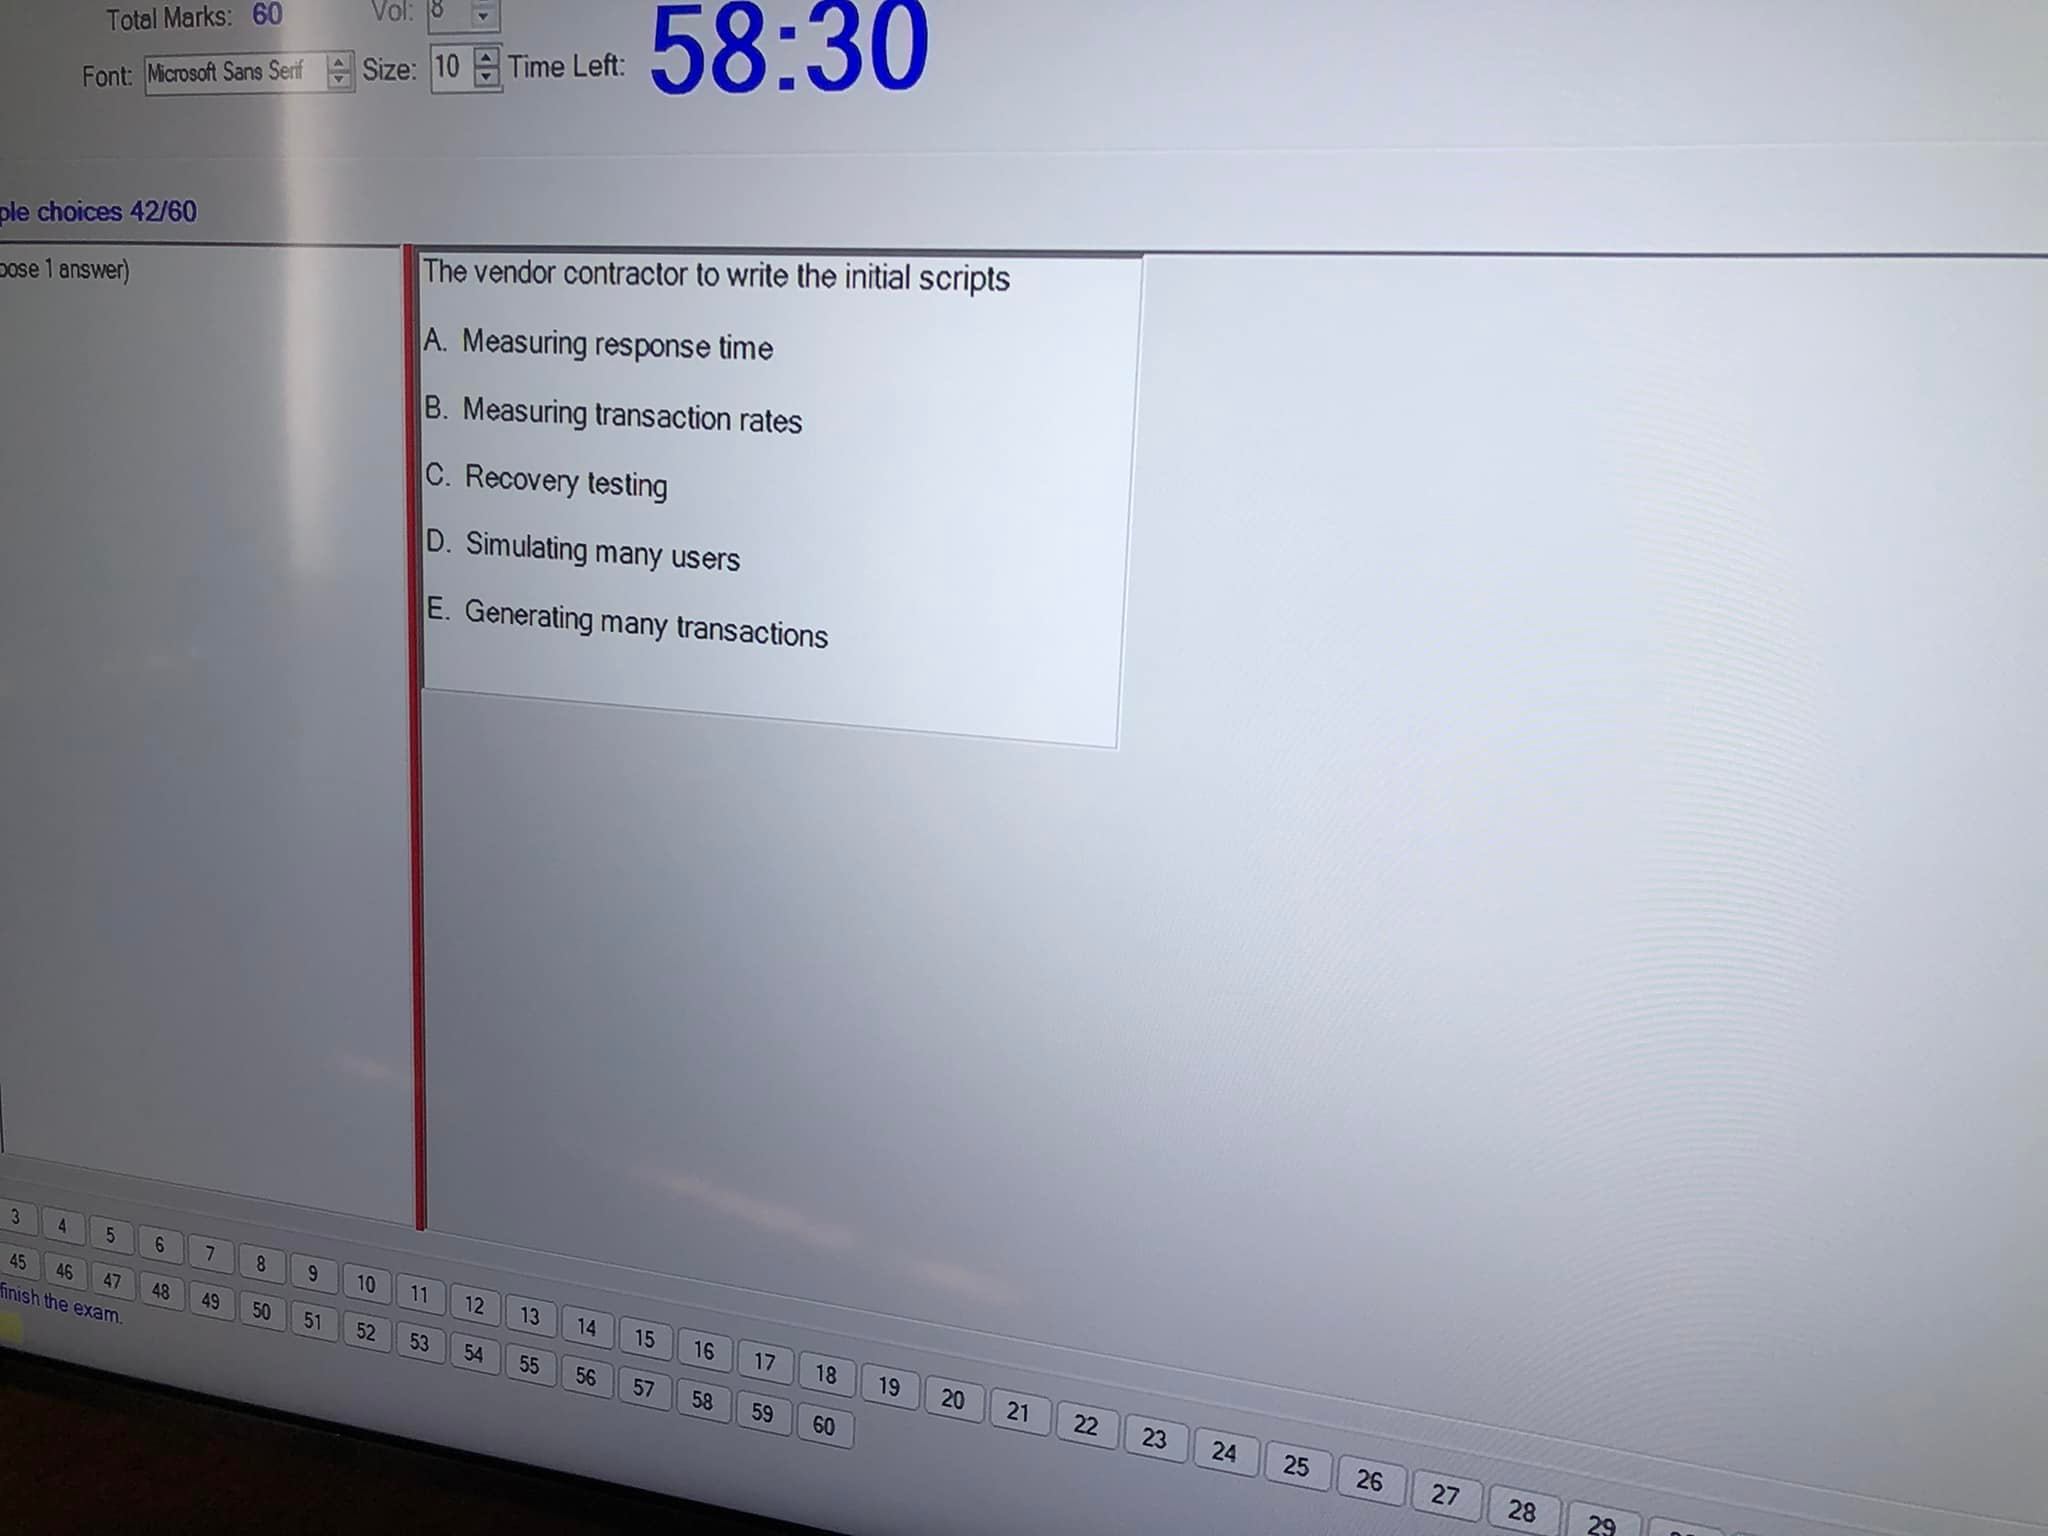 Total Marks: 60 Vol: 8
Font: Microsoft Sans Serif Size: 10 Time Left: 58:30
ple choices 42/60
oose 1 answer)
The vendor contractor to write the initial scripts
A. Measuring response time
B. Measuring transaction rates
C. Recovery testing
D. Simulating many users
E. Generating many transactions
3 4 5 6 7 8 9 10 11 12 13 14 15 16 17 18 19 20 21 22 23 24 25 26 27 28 29
45 46 47 48 49 50 51 52 53 54 55 56 57 58 59 60
finish the exam.